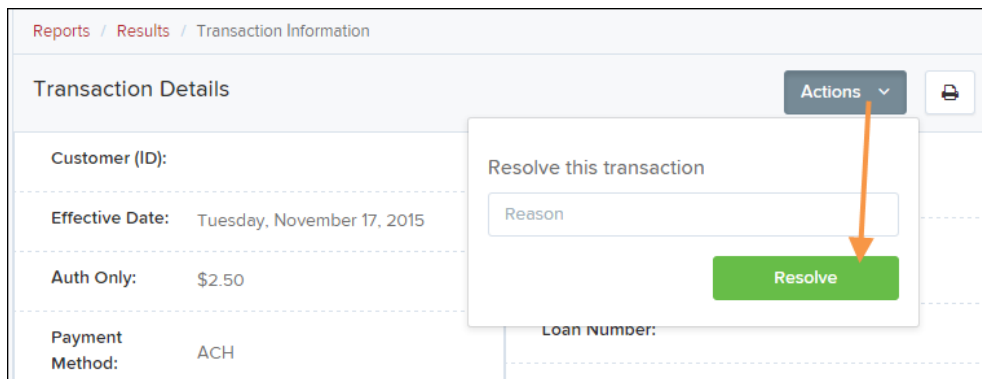 Reports / Results / Transaction Information
Transaction Details
Actions
Customer (ID):
Resolve this transaction
Reason
Effective Date: Tuesday, November 17, 2015
Auth Only: $2.50
Resolve
Loan Number:
Payment
Method: ACH